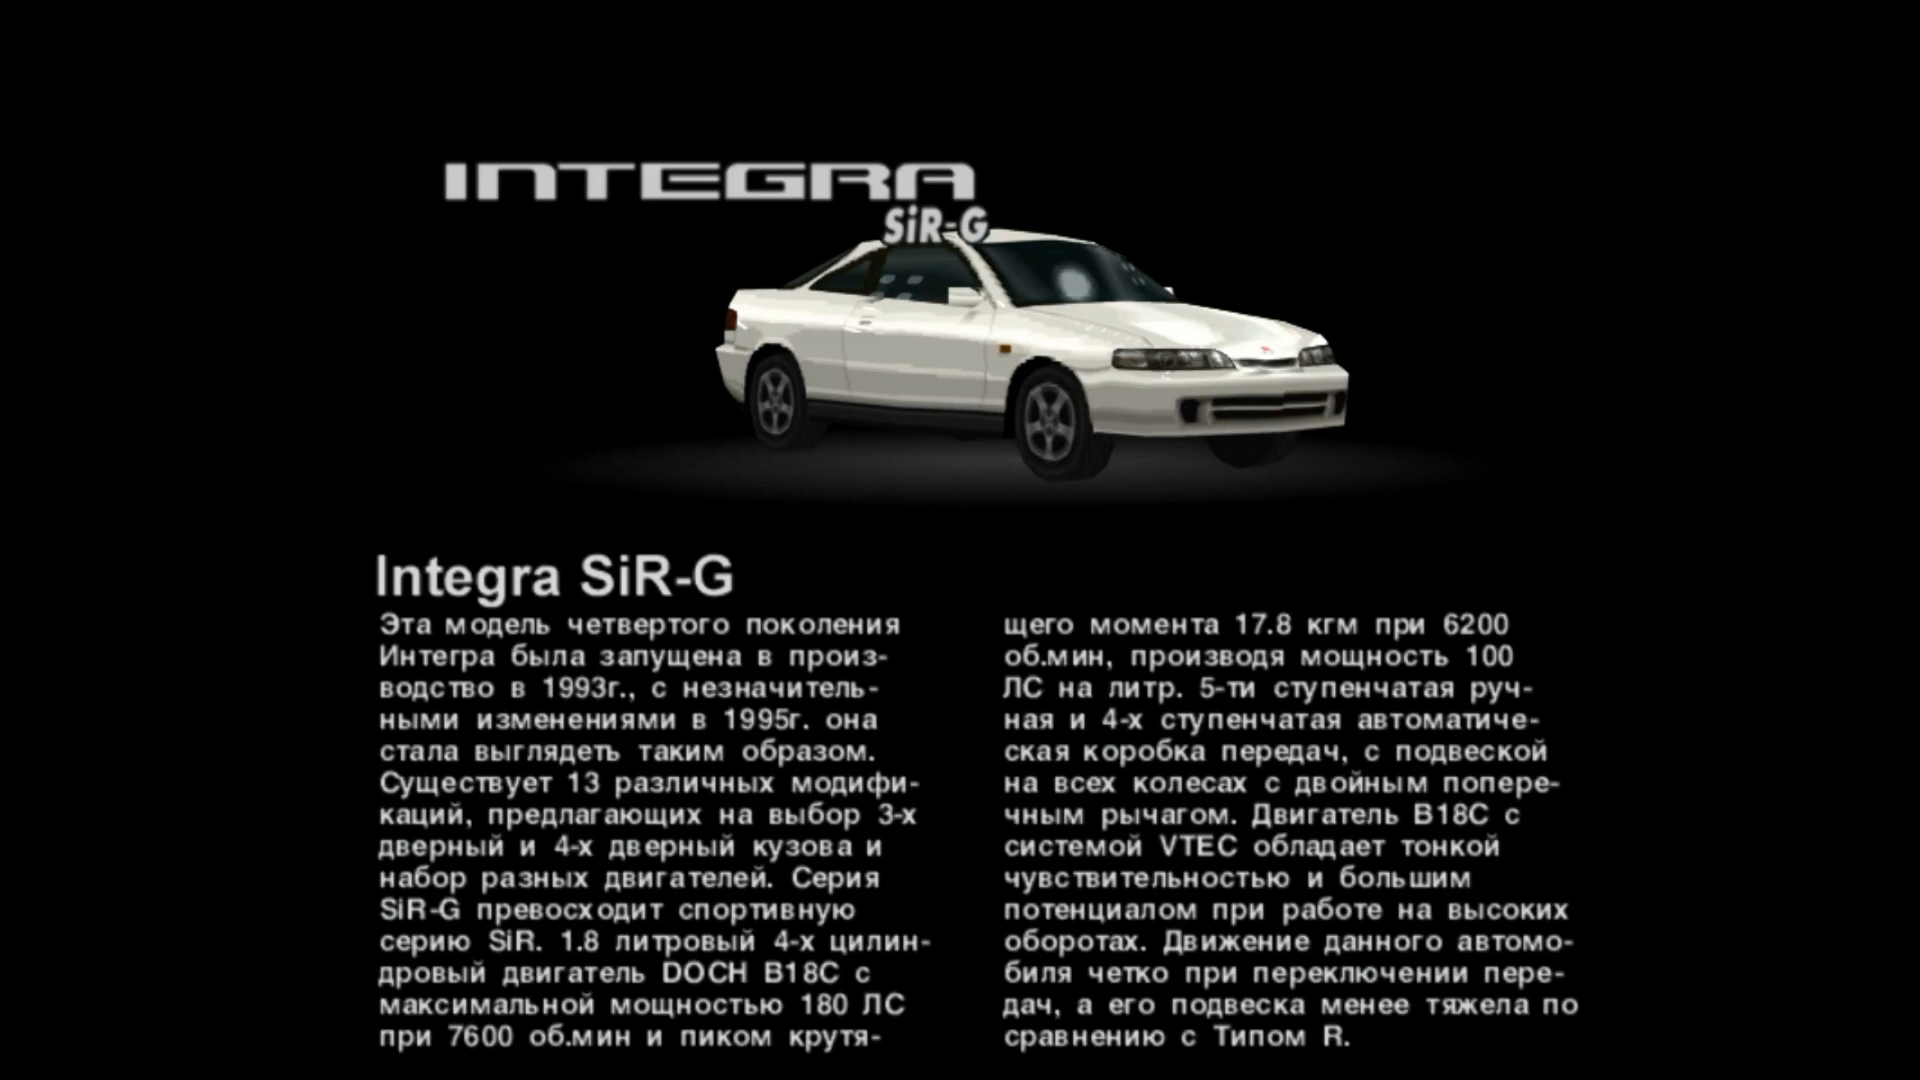 INTEGRA
SiR-G
Integra SiR-G
Эта модель четвертого поколения
Интегра была запущена в произ-
водство в 1993г., с незначитель-
ными изменениями в 1995г. она
стала выглядеть таким образом.
Существует 13 различных модифи-
каций, предлагающих на выбор 3-х
дверный и 4-х дверный кузова и
набор разных двигателей. Серия
SiR-G превосходит спортивную
серию SiR. 1.8 литровый 4-х цилин-
дровый двигатель DOCH B18C с
максимальной мощностью 180 ЛС
при 7600 об.мин и пиком крутя-
щего момента 17.8 кгм при 6200
об.мин, производя мощность 100
ЛС на литр. 5-ти ступенчатая руч-
ная и 4-х ступенчатая автоматиче-
ская коробка передач, с подвеской
на всех колесах с двойным попере-
чным рычагом. Двигатель B18C с
системой VTEC обладает тонкой
чувствительностью и большим
потенциалом при работе на высоких
оборотах. Движение данного автомо-
биля четко при переключении пере-
дач, а его подвеска менее тяжела по
сравнению с Типом R.